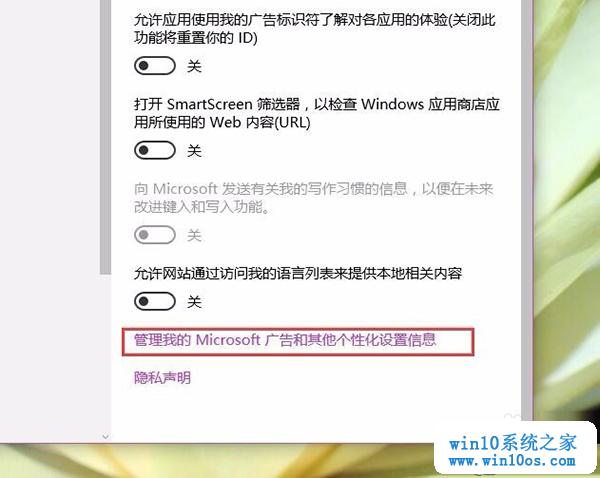 允许应用使用我的广告标识符了解对各应用的体验(关闭此
功能将重置你的 ID)
关
打开 SmartScreen 筛选器，以检查 Windows 应用商店应
用所使用的 Web 内容(URL)
关
向 Microsoft 发送有关我的写作习惯的信息，以便在未来
改进键入和写入功能。
关
允许网站通过访问我的语言列表来提供本地相关内容
关
管理我的 Microsoft 广告和其他个性化设置信息
隐私声明
win10系统之家
www.win10os.com